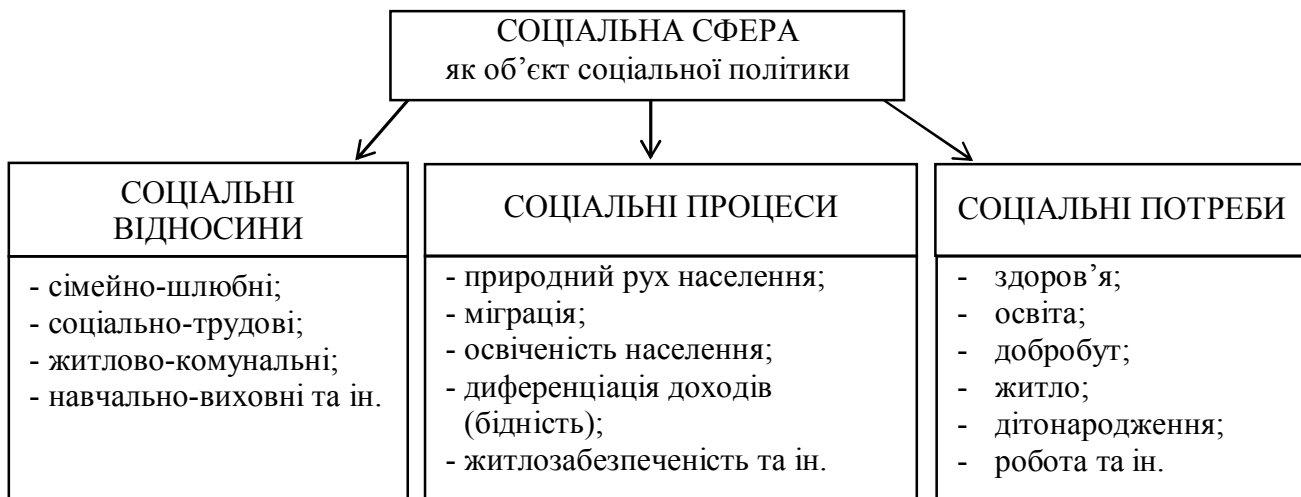 СОЦІАЛЬНА СФЕРА
як об’єкт соціальної політики
СОЦІАЛЬНІ
ВІДНОСИНИ
- сімейно-шлюбні;
- соціально-трудові;
- житлово-комунальні;
- навчально-виховні та ін.
СОЦІАЛЬНІ ПРОЦЕСИ
- природний рух населення;
- міграція;
- освіченість населення;
- диференціація доходів
(бідність);
- житлозабезпеченість та ін.
СОЦІАЛЬНІ ПОТРЕБИ
- здоров’я;
- освіта;
- добробут;
- житло;
- дітонародження;
- робота та ін.